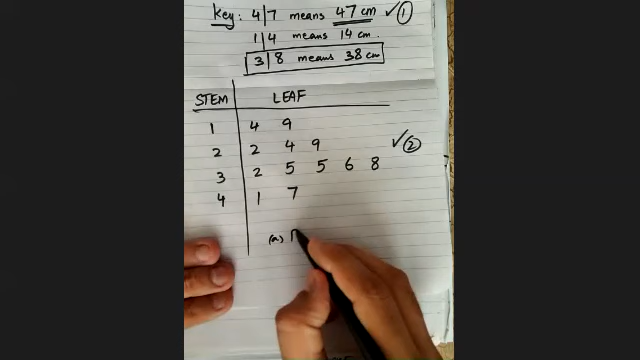 Key: 4|7 means 47 cm ✓①
1|4 means 14 cm.
3|8 means 38 cm
STEM LEAF
1 4 9
2 2 4 9 ✓②
3 2 5 5 6 8
4 1 7
(a)